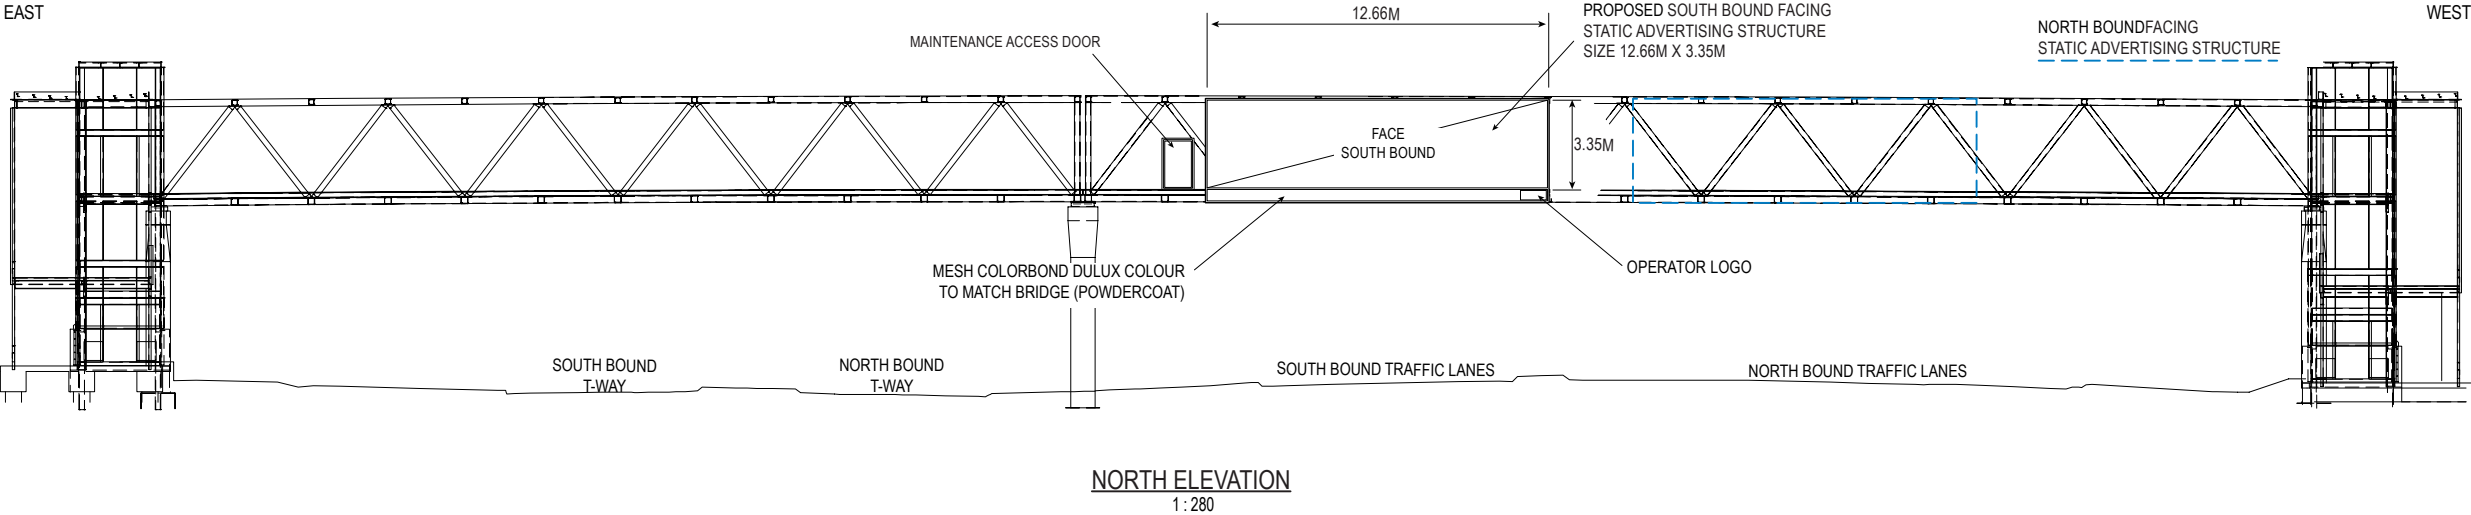 EAST
12.66M
PROPOSED SOUTH BOUND FACING
STATIC ADVERTISING STRUCTURE
SIZE 12.66M X 3.35M
NORTH BOUNDFACING
STATIC ADVERTISING STRUCTURE
WEST
MAINTENANCE ACCESS DOOR
FACE
SOUTH BOUND
3.35M
MESH COLORBOND DULUX COLOUR
TO MATCH BRIDGE (POWDERCOAT)
OPERATOR LOGO
SOUTH BOUND
T-WAY
NORTH BOUND
T-WAY
SOUTH BOUND TRAFFIC LANES
NORTH BOUND TRAFFIC LANES
NORTH ELEVATION
1 : 280